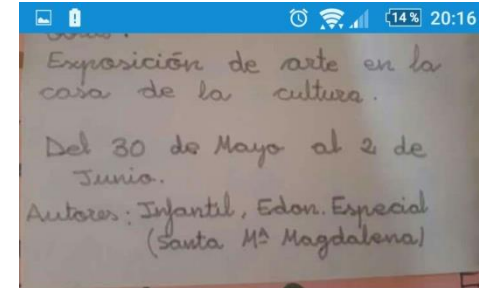 14% 20:16
Exposición de arte en la
casa de la cultura.
Del 30 de Mayo al 2 de
Junio.
Autores: Infantil, Edon. Especial
(Santa Mª Magdalena)